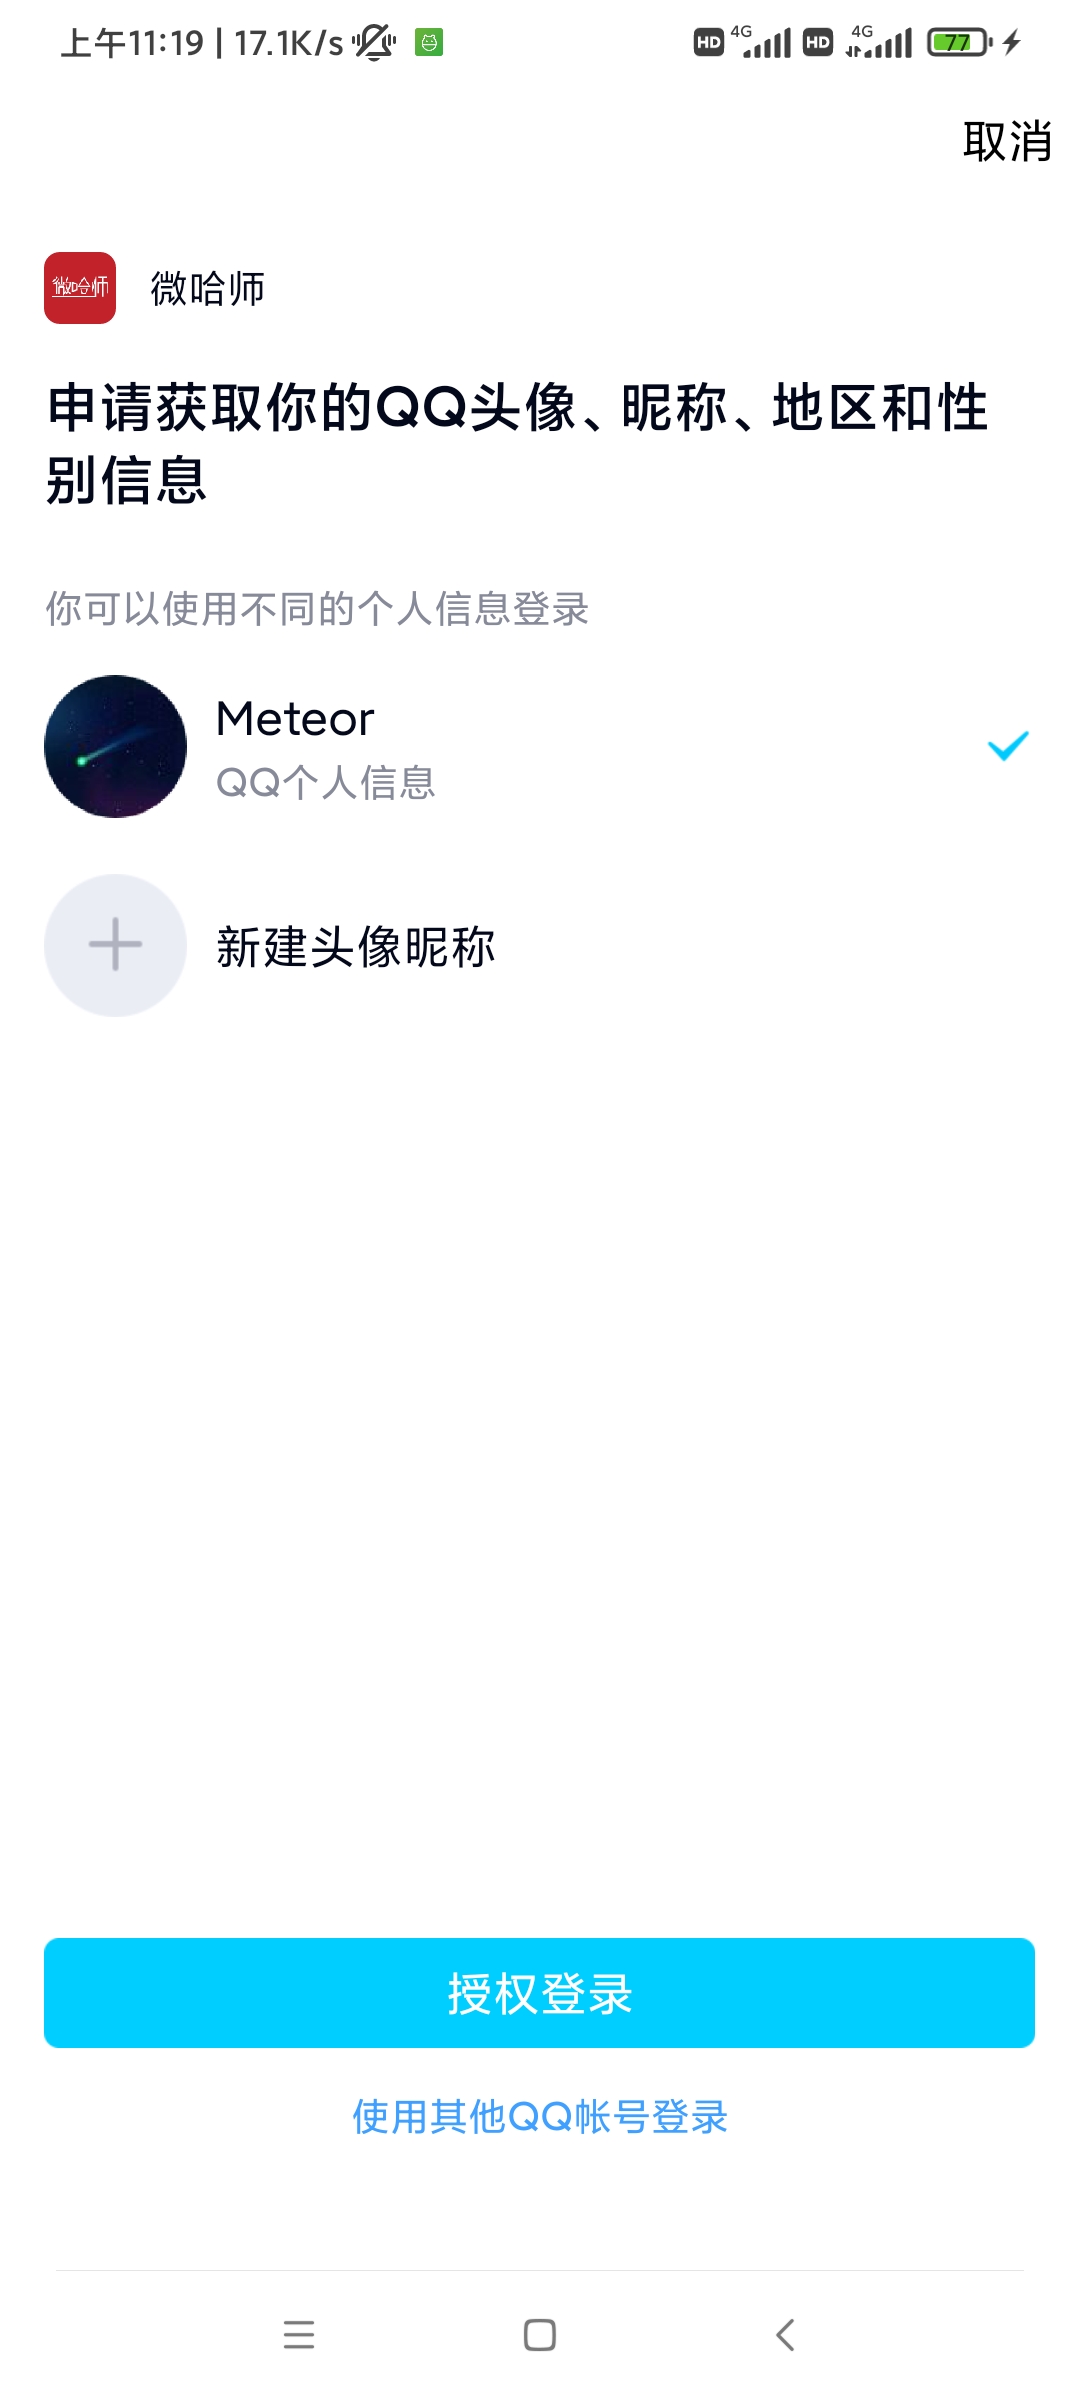 上午11:19 | 17.1K/s
HD 4G HD 4G 77
取消
微哈师
微哈师
申请获取你的QQ头像、昵称、地区和性
别信息
你可以使用不同的个人信息登录
Meteor
QQ个人信息
新建头像昵称
授权登录
使用其他QQ帐号登录